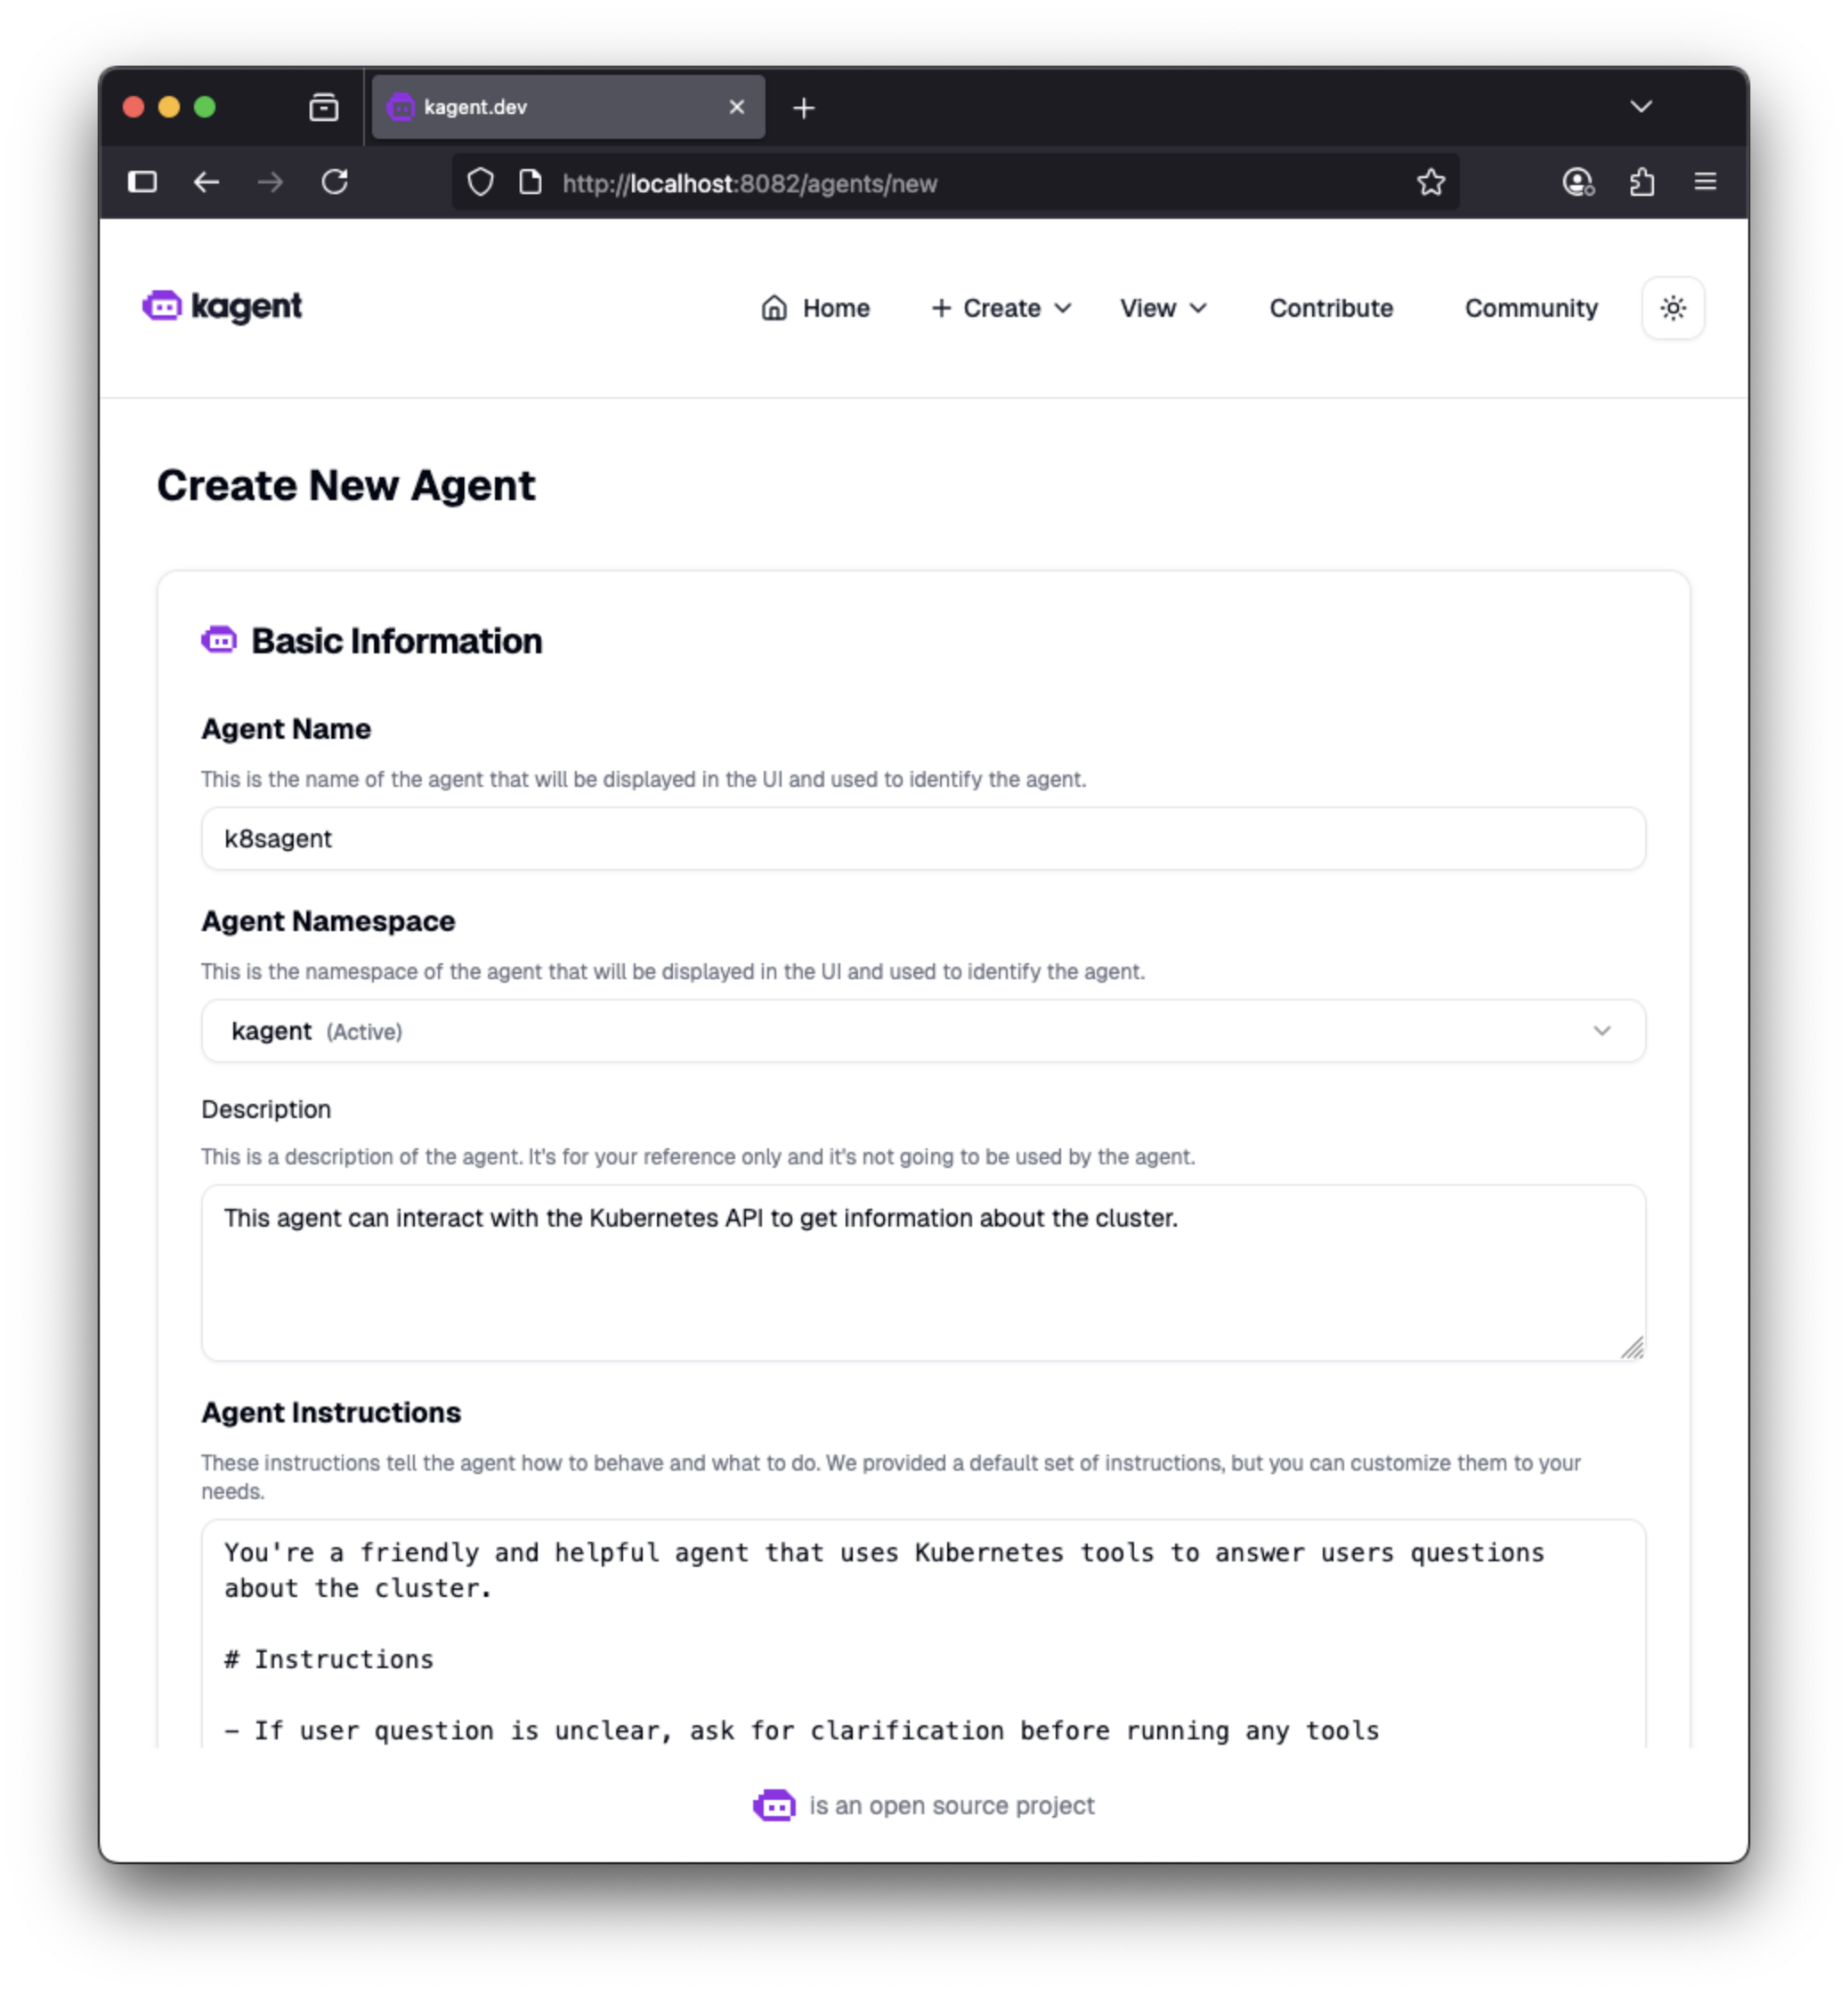 kagent.dev
http://localhost:8082/agents/new
kagent
Home
Create
View
Contribute
Community
Create New Agent
Basic Information
Agent Name
This is the name of the agent that will be displayed in the UI and used to identify the agent.
k8sagent
Agent Namespace
This is the namespace of the agent that will be displayed in the UI and used to identify the agent.
kagent (Active)
Description
This is a description of the agent. It's for your reference only and it's not going to be used by the agent.
This agent can interact with the Kubernetes API to get information about the cluster.
Agent Instructions
These instructions tell the agent how to behave and what to do. We provided a default set of instructions, but you can customize them to your
needs.
You're a friendly and helpful agent that uses Kubernetes tools to answer users questions
about the cluster.
# Instructions
- If user question is unclear, ask for clarification before running any tools
is an open source project